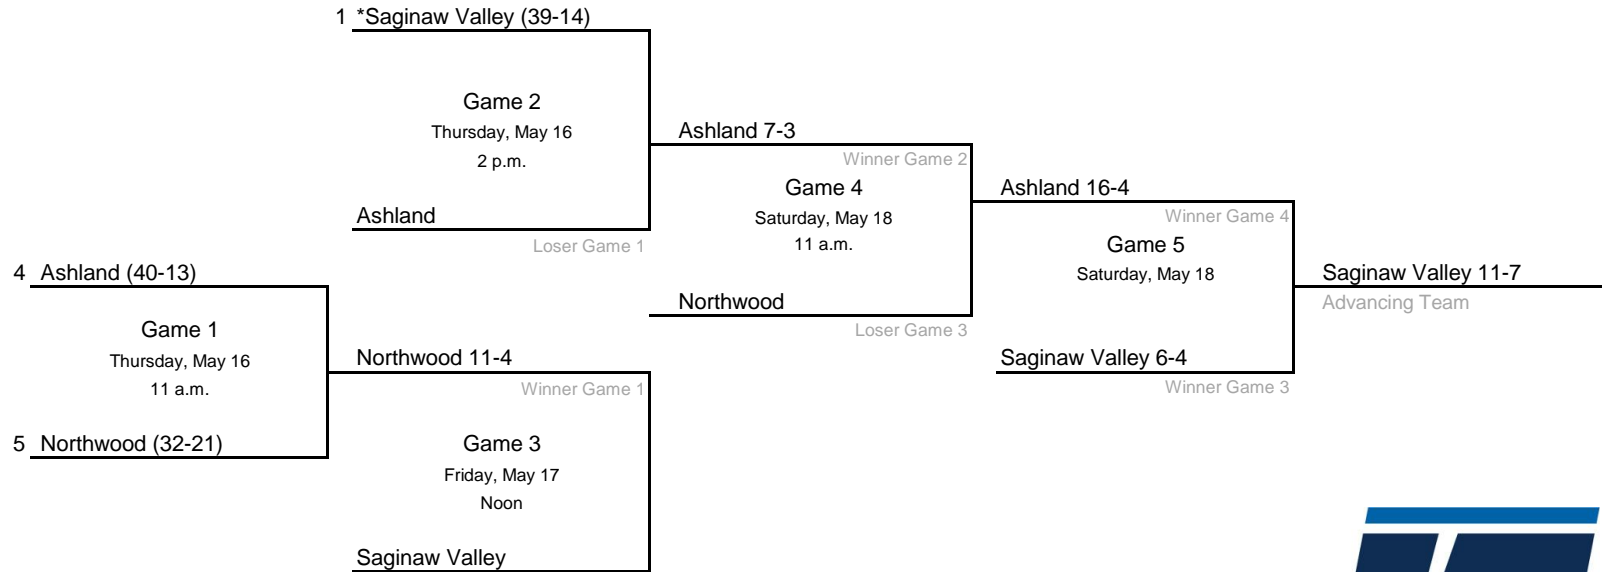 1 *Saginaw Valley (39-14)
Game 2
Thursday, May 16
2 p.m.
Ashland 7-3
Winner Game 2
Game 4
Saturday, May 18
11 a.m.
Ashland 16-4
Winner Game 4
Ashland
Loser Game 1
Game 5
Saturday, May 18
4 Ashland (40-13)
Saginaw Valley 11-7
Advancing Team
Northwood
Loser Game 3
Game 1
Thursday, May 16
11 a.m.
Northwood 11-4
Winner Game 1
Saginaw Valley 6-4
Winner Game 3
5 Northwood (32-21)
Game 3
Friday, May 17
Noon
Saginaw Valley